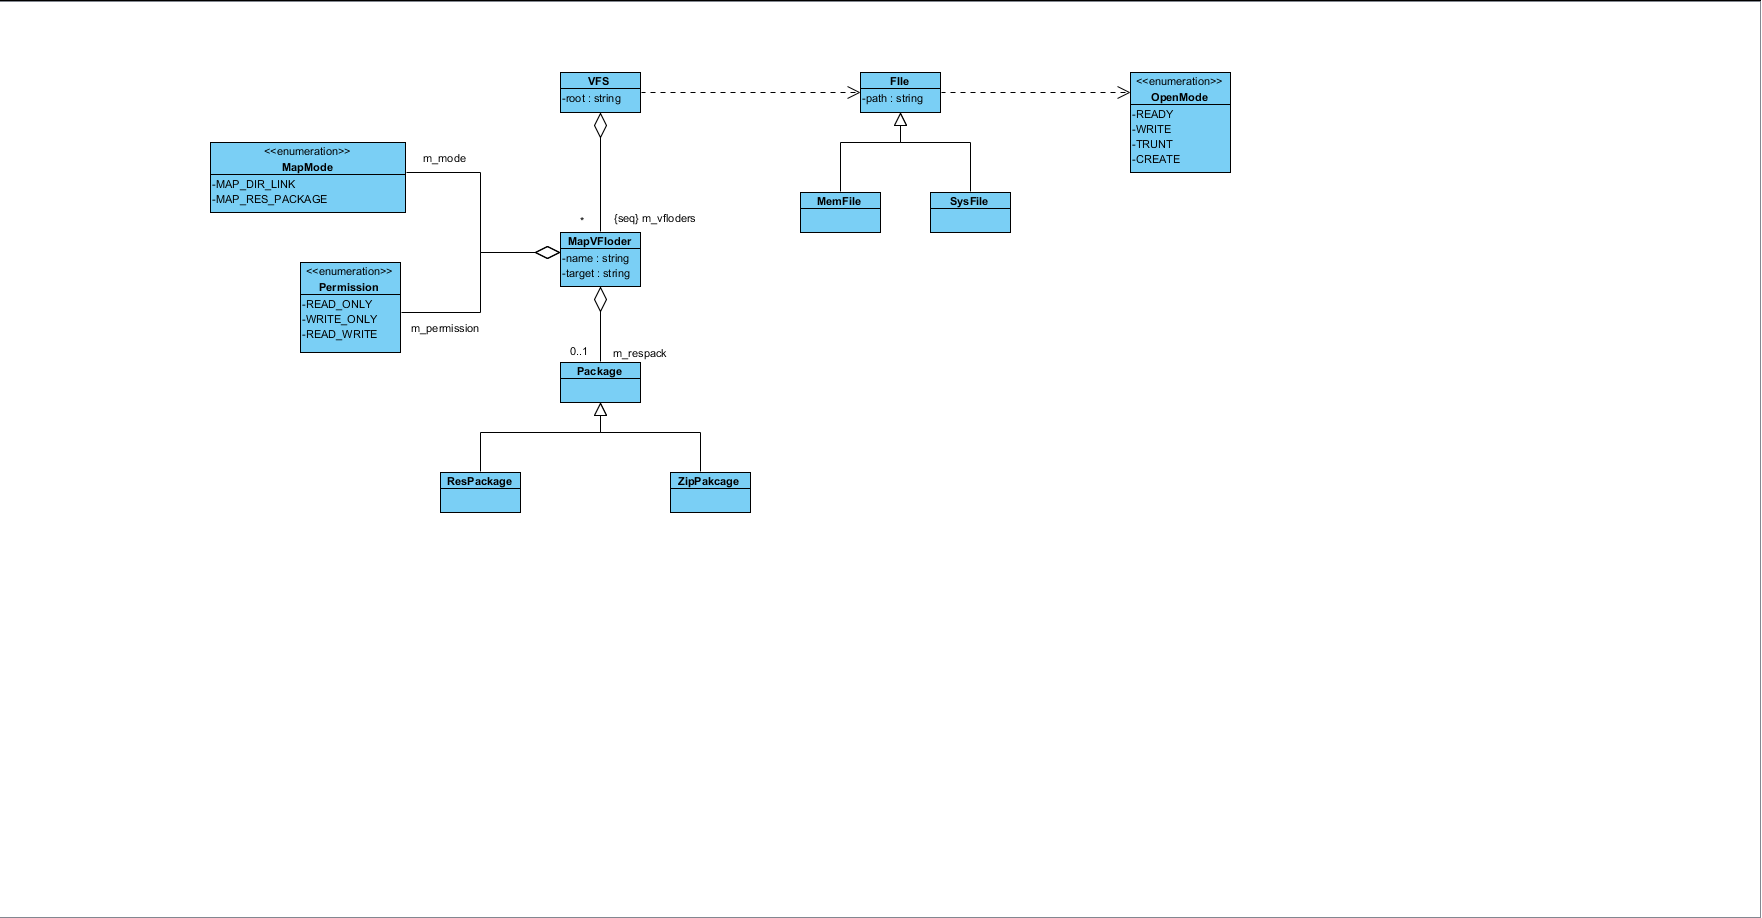 VFS
-root : string
FIle
-path : string
<<enumeration>>
OpenMode
-READY
-WRITE
-TRUNT
-CREATE
<<enumeration>>
MapMode
-MAP_DIR_LINK
-MAP_RES_PACKAGE
m_mode
MemFile
SysFile
* {seq} m_vfloders
MapVFloder
-name : string
-target : string
<<enumeration>>
Permission
-READ_ONLY
-WRITE_ONLY
-READ_WRITE
m_permission
0..1 m_respack
Package
ResPackage
ZipPakcage